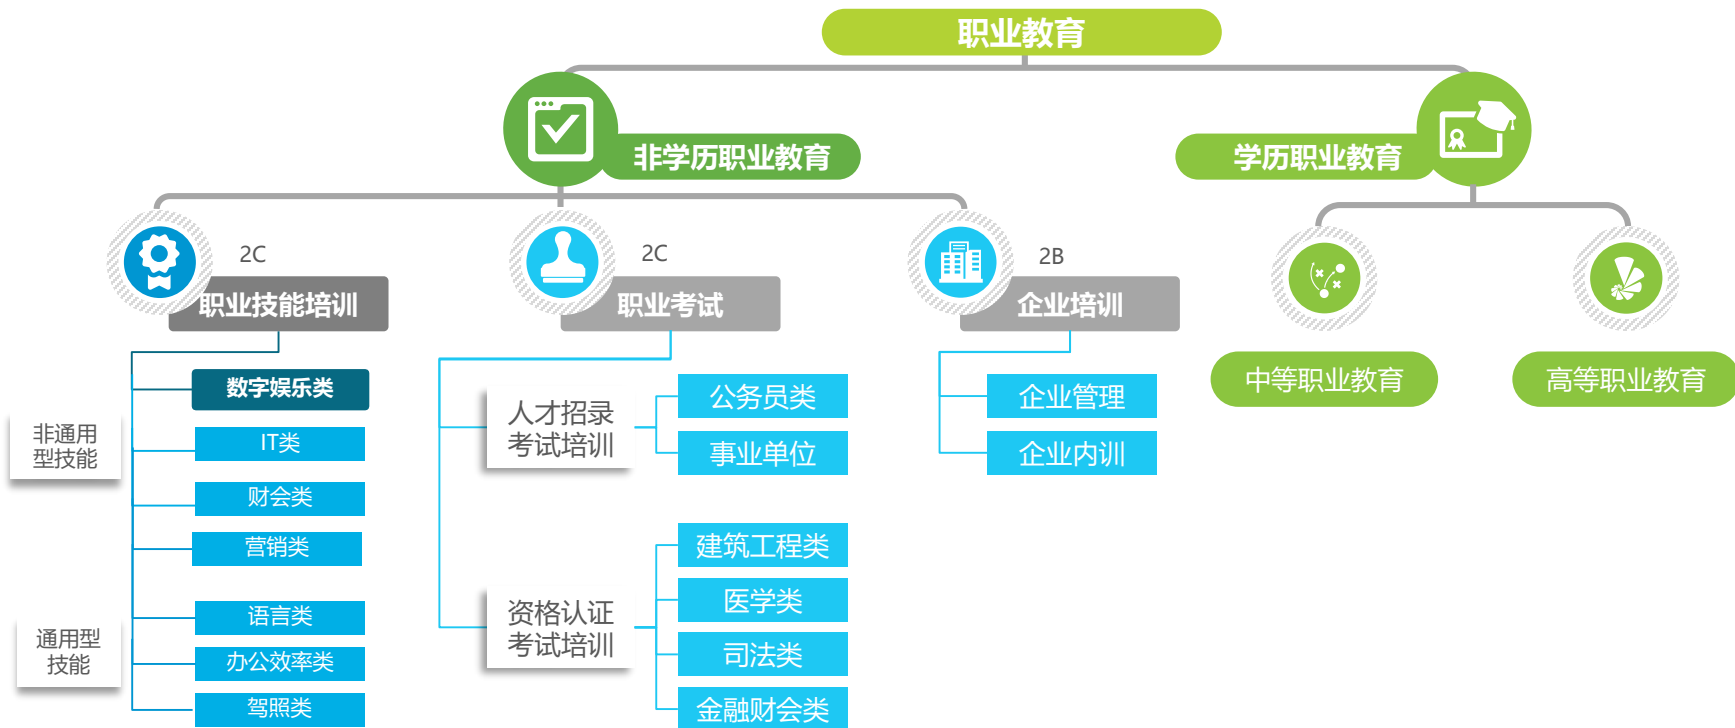 职业教育
非学历职业教育
学历职业教育
2C
职业技能培训
2C
职业考试
2B
企业培训
中等职业教育
高等职业教育
非通用
型技能
数字娱乐类
IT类
财会类
营销类
通用型
技能
语言类
办公效率类
驾照类
人才招录
考试培训
公务员类
事业单位
资格认证
考试培训
建筑工程类
医学类
司法类
金融财会类
企业管理
企业内训